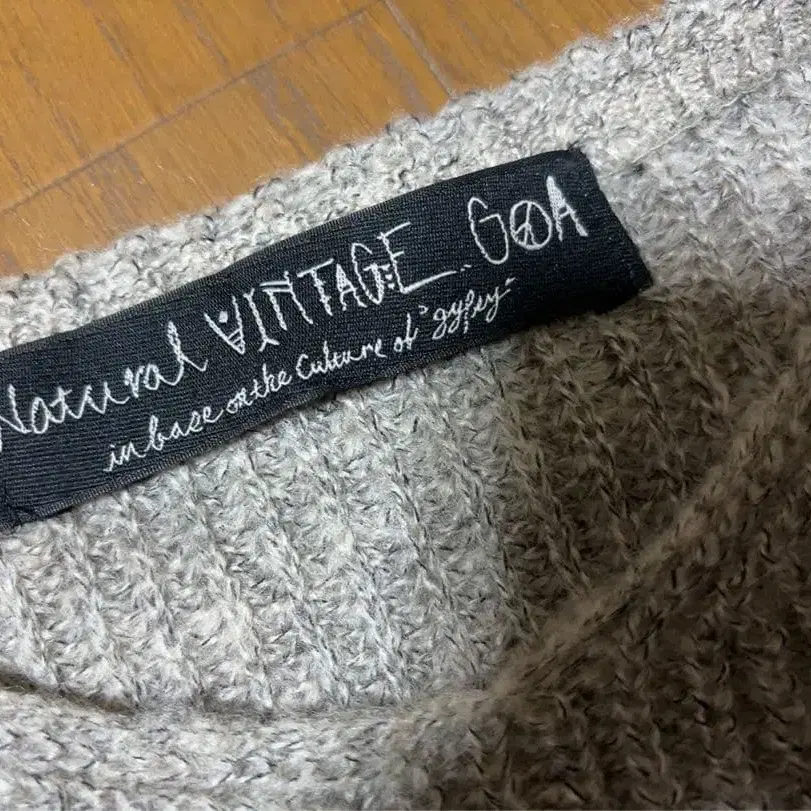 Natural VINTAGE.. GOA
in base on the Culture of "gypsy"